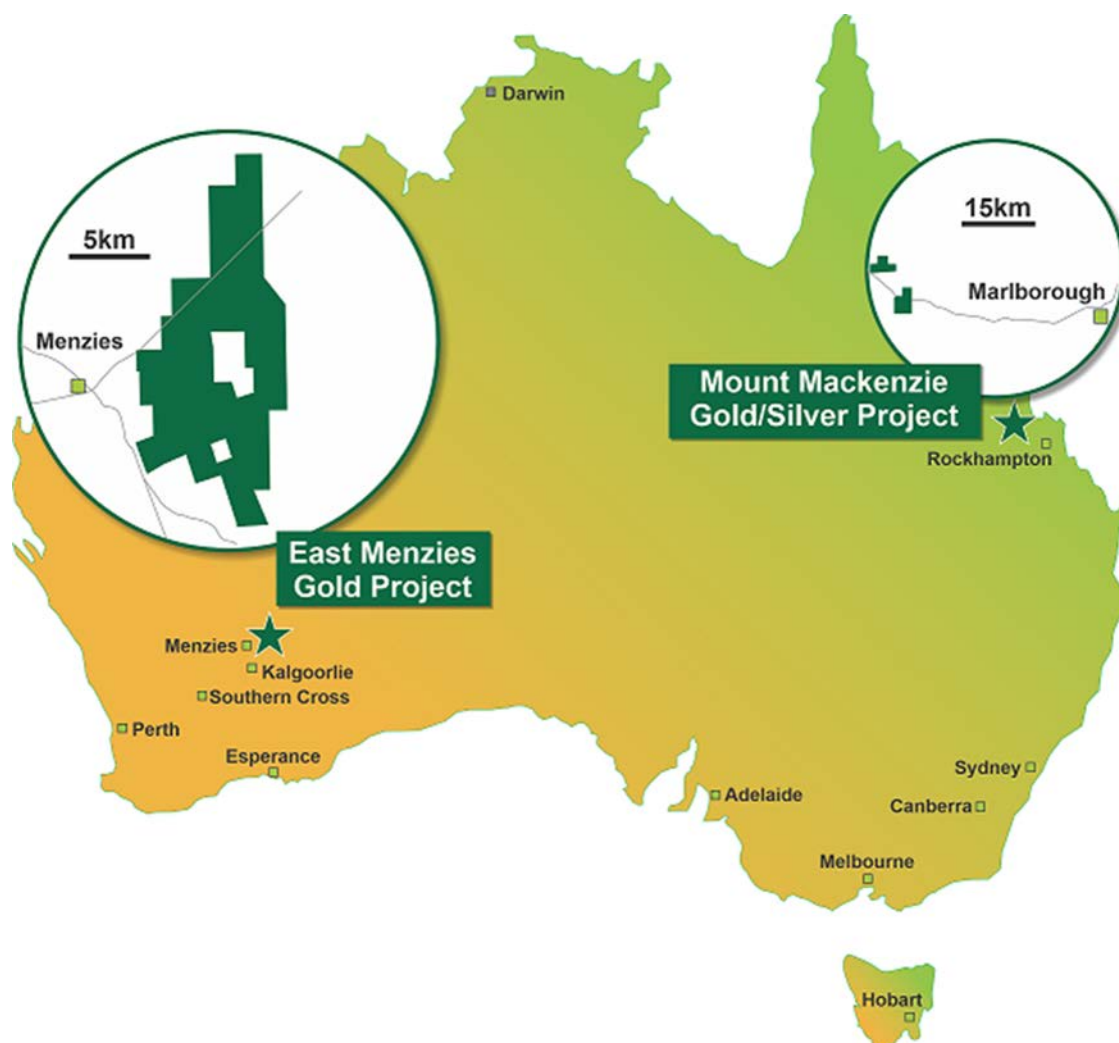 Darwin
5km
Menzies
15km
Marlborough
Mount Mackenzie
Gold/Silver Project
Rockhampton
East Menzies
Gold Project
Menzies
Kalgoorlie
Southern Cross
Perth
Esperance
Sydney
Adelaide
Canberra
Melbourne
Hobart